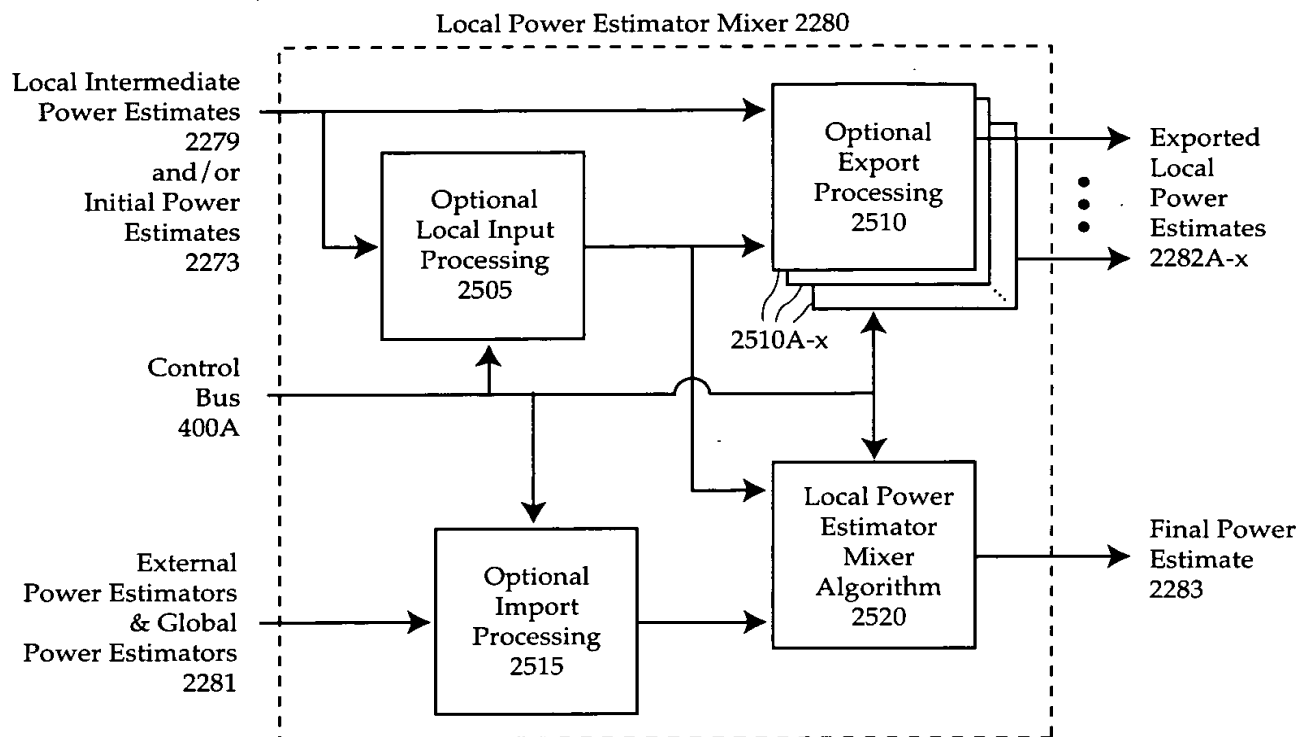 Local Power Estimator Mixer 2280
Local Intermediate
Power Estimates
2279
and/or
Initial Power
Estimates
2273
Optional
Local Input
Processing
2505
Optional
Export
Processing
2510
2510A-x
Exported
Local
Power
Estimates
2282A-x
Control
Bus
400A
External
Power Estimators
& Global
Power Estimators
2281
Optional
Import
Processing
2515
Local Power
Estimator
Mixer
Algorithm
2520
Final Power
Estimate
2283